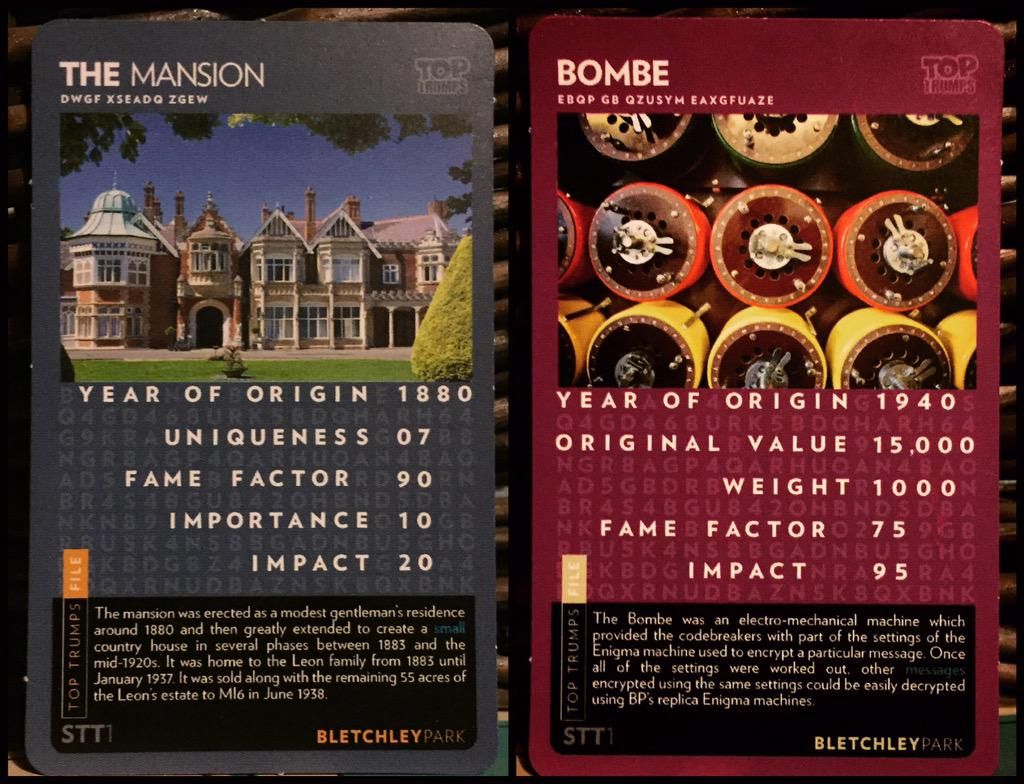 THE MANSION
TOP TRUMPS
DWGF XSEADQ ZGEW
YEAR OF ORIGIN 1880
UNIQUENESS 07
FAME FACTOR 90
IMPORTANCE 10
IMPACT 20
TOP TRUMPS FILE
The mansion was erected as a modest gentleman's residence
around 1880 and then greatly extended to create a small
country house in several phases between 1883 and the
mid-1920s. It was home to the Leon family from 1883 until
January 1937. It was sold along with the remaining 55 acres of
the Leon's estate to MI6 in June 1938.
STT1
BLETCHLEYPARK
BOMBE
TOP TRUMPS
EBQP GB QZUSYM EAXGFUAZE
YEAR OF ORIGIN 1940
ORIGINAL VALUE 15,000
WEIGHT 1000
FAME FACTOR 75
IMPACT 95
TOP TRUMPS FILE
The Bombe was an electro-mechanical machine which
provided the codebreakers with part of the settings of the
Enigma machine used to encrypt a particular message. Once
all of the settings were worked out, other messages
encrypted using the same settings could be easily decrypted
using BP's replica Enigma machines.
STT1
BLETCHLEYPARK